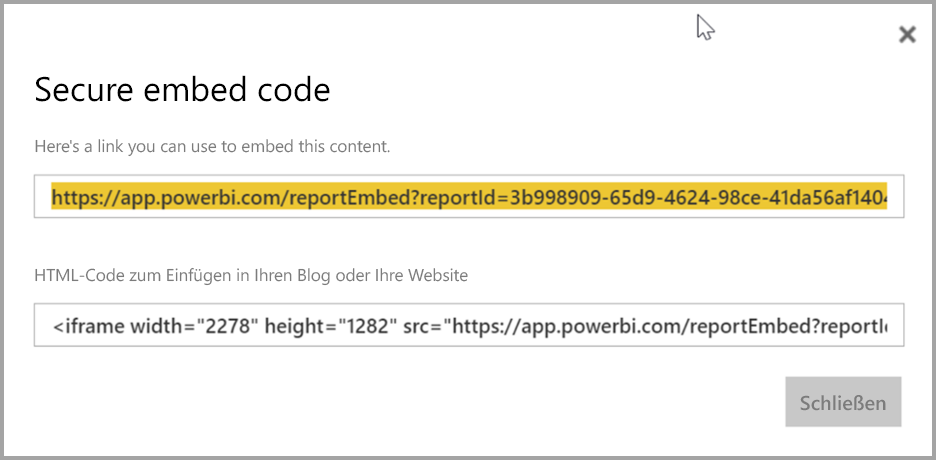 Secure embed code
Here's a link you can use to embed this content.
https://app.powerbi.com/reportEmbed?reportId=3b998909-65d9-4624-98ce-41da56af140
HTML-Code zum Einfügen in Ihren Blog oder Ihre Website
<iframe width="2278" height="1282" src="https://app.powerbi.com/reportEmbed?reportI
Schließen